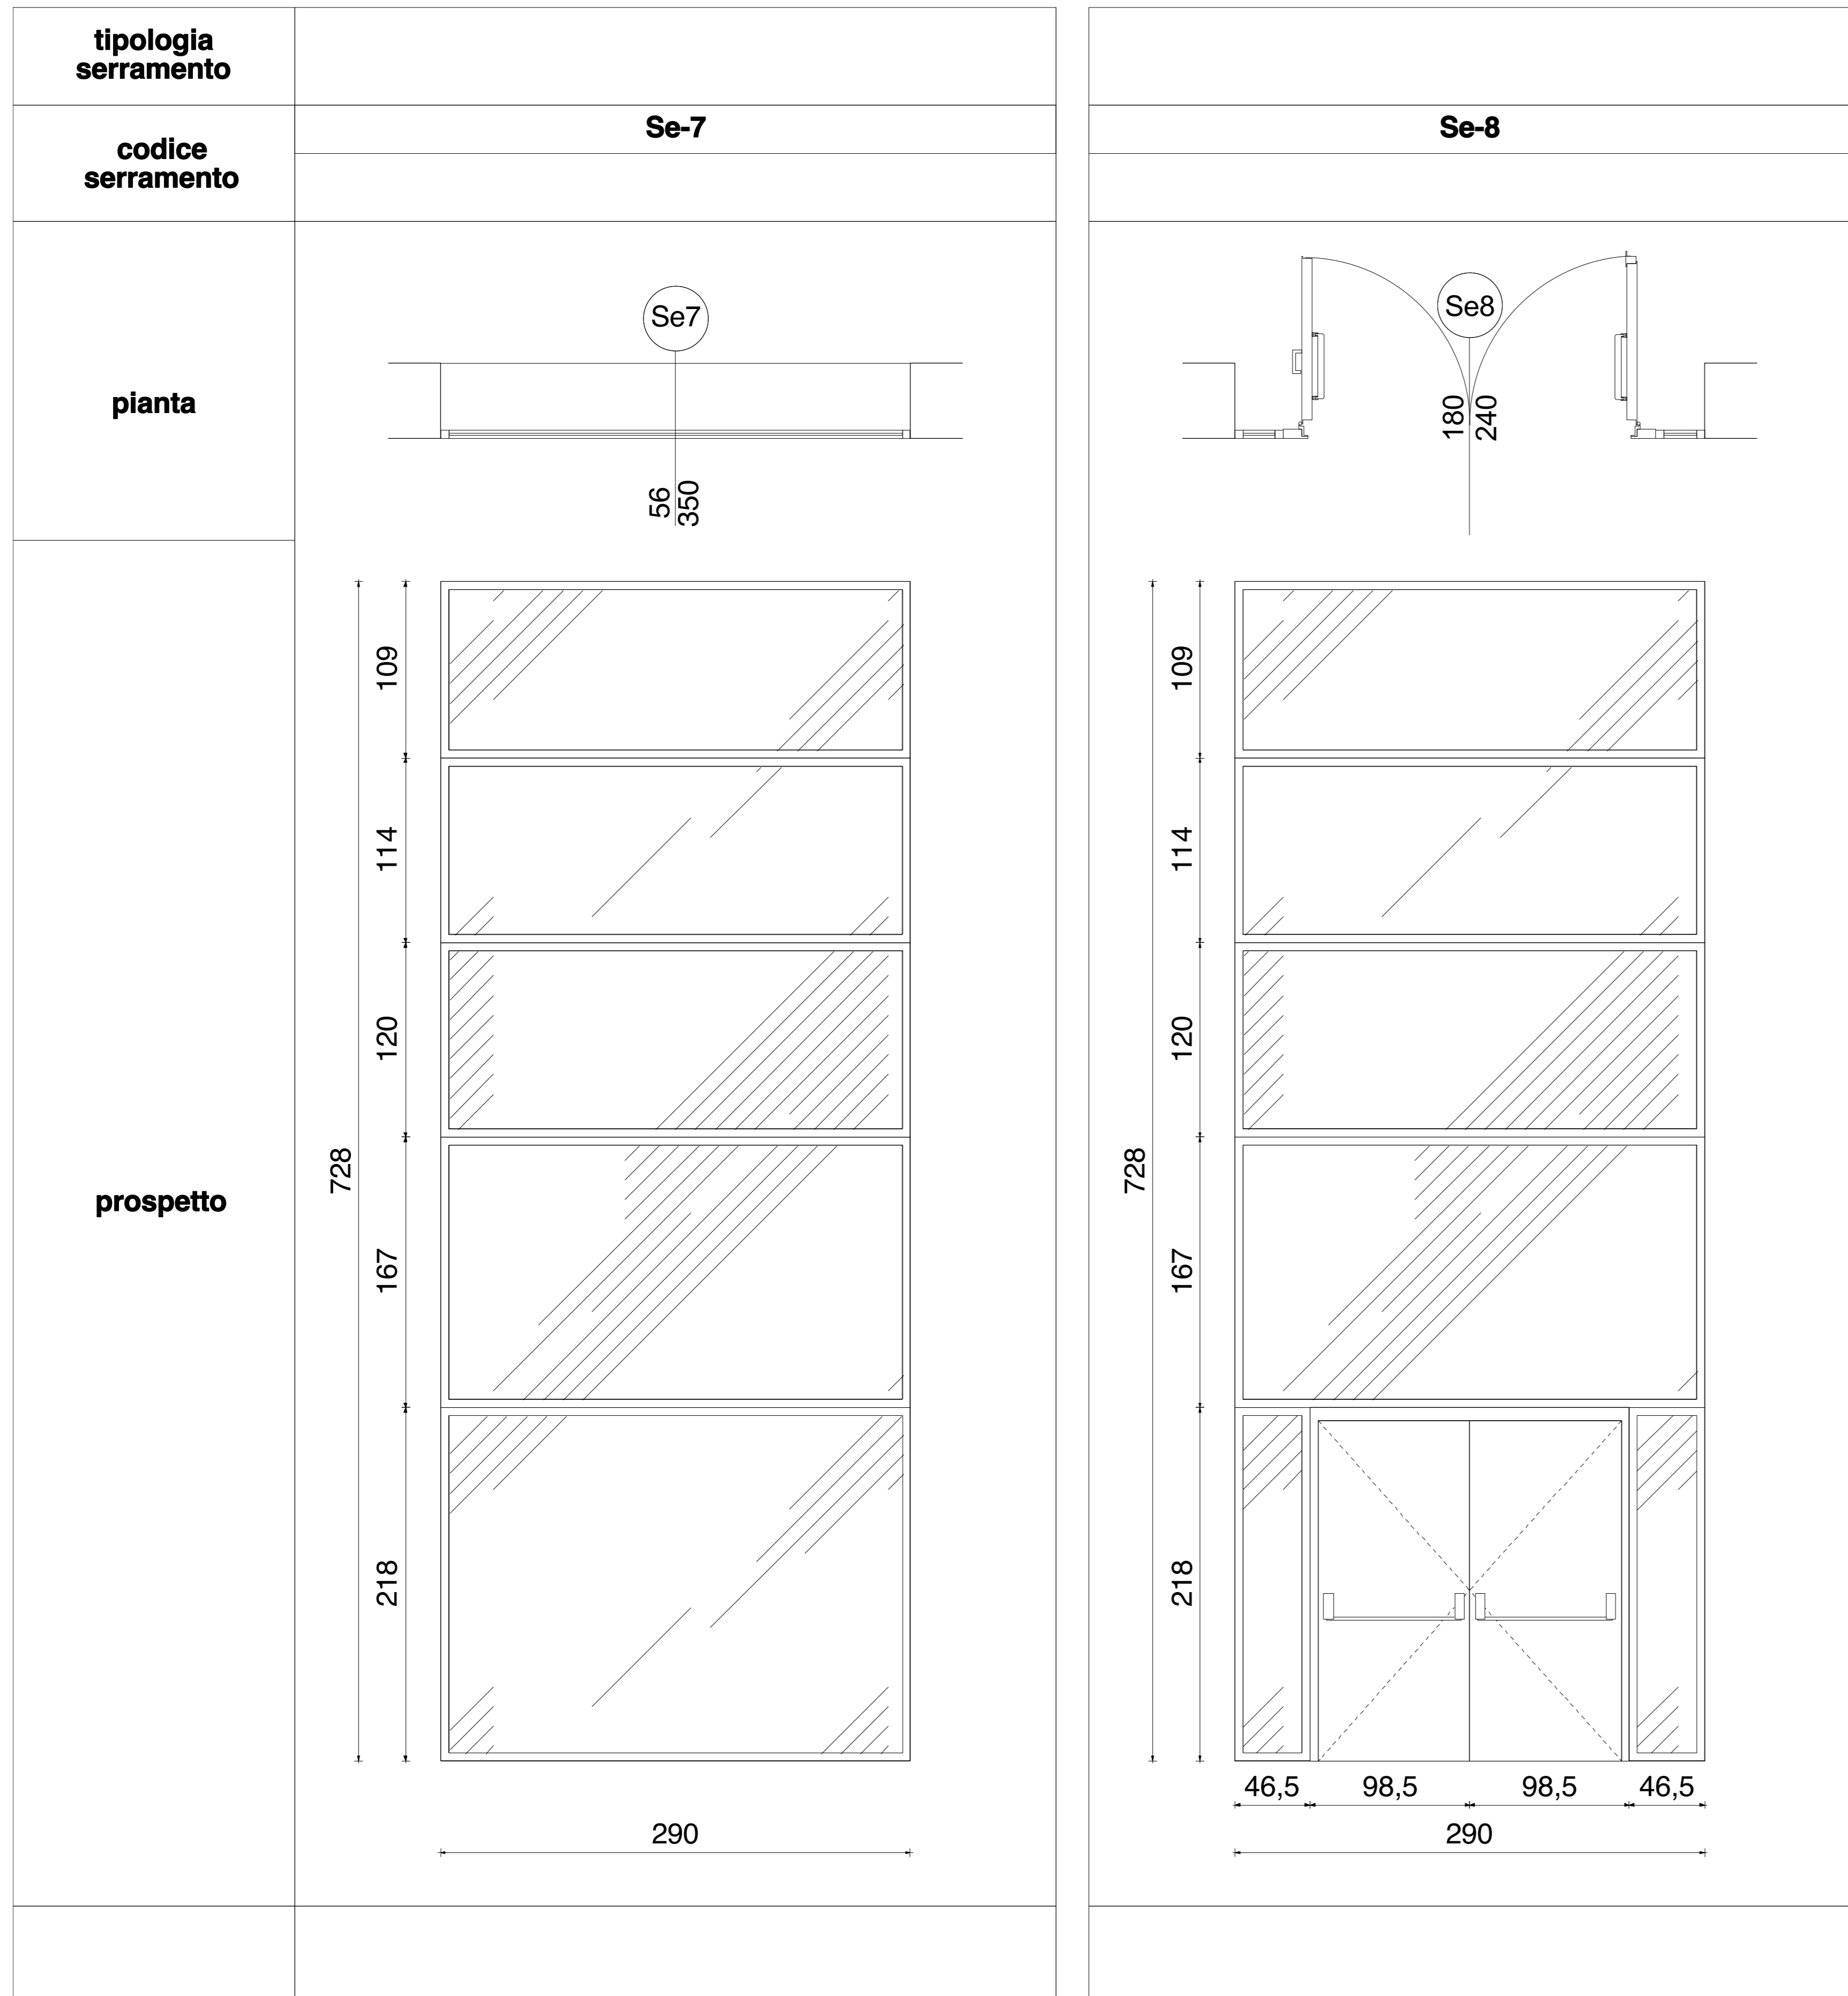 tipologia
serramento
codice
serramento
Se-7
Se-8
pianta
Se7
56
350
Se8
180
240
prospetto
728
109
114
120
167
218
290
728
109
114
120
167
218
46,5 98,5 98,5 46,5
290